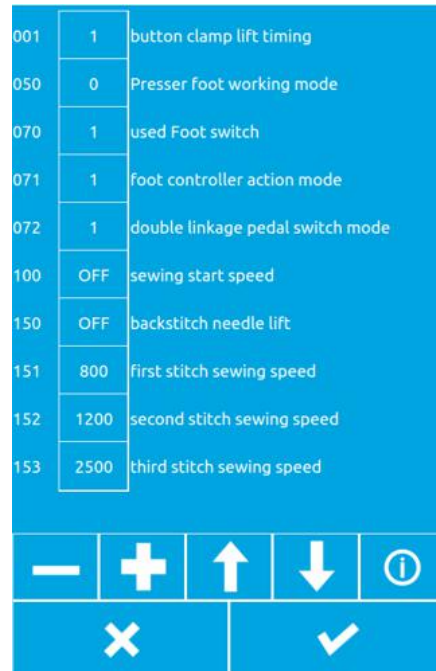 001 1 button clamp lift timing
050 0 Presser foot working mode
070 1 used Foot switch
071 1 foot controller action mode
072 1 double linkage pedal switch mode
100 OFF sewing start speed
150 OFF backstitch needle lift
151 800 first stitch sewing speed
152 1200 second stitch sewing speed
153 2500 third stitch sewing speed